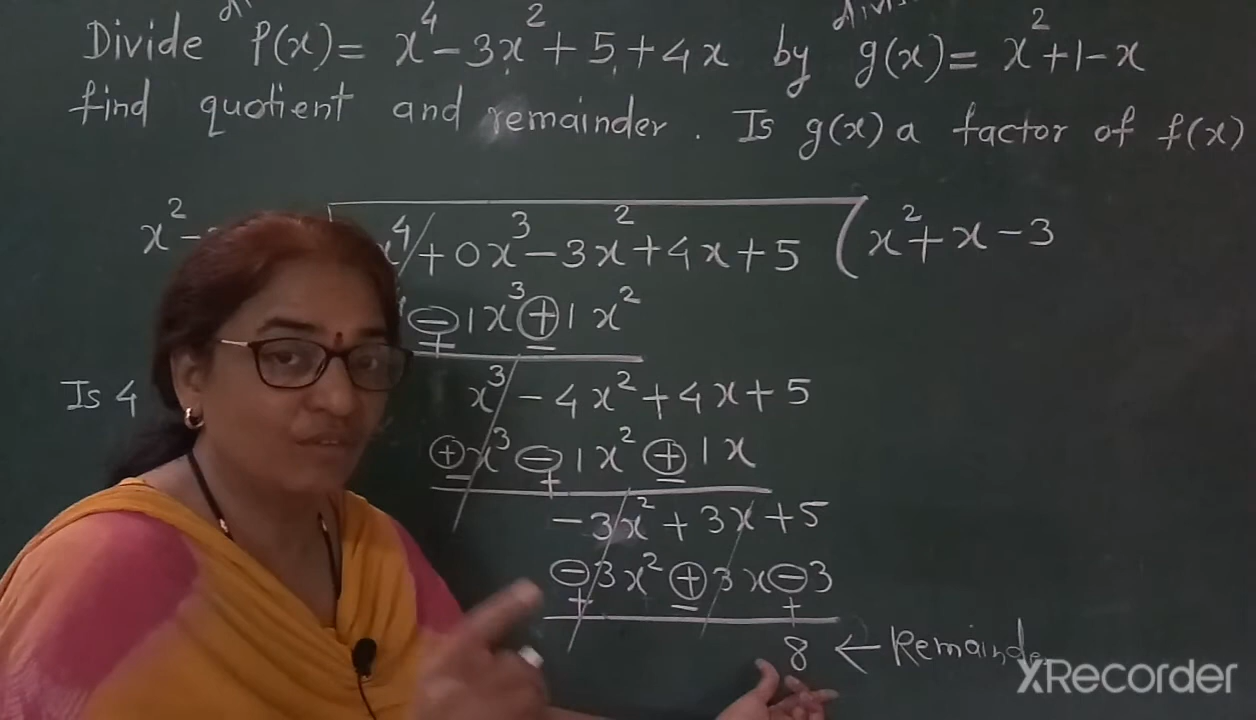 Divide P(x) = x⁴ - 3x² + 5 + 4x by g(x) = x² + 1 - x
find quotient and remainder. Is g(x) a factor of f(x)
x² - x⁴ + 0x³ - 3x² + 4x + 5 ( x² + x - 3
⊖ 1x³ ⊕ 1x²
+ −
Is 4 x³ - 4x² + 4x + 5
⊕ x³ ⊖ 1x² ⊕ 1x
− + −
-3x² + 3x + 5
⊖ 3x² ⊕ 3x ⊖ 3
+ − +
8 ← Remainder
XRecorder